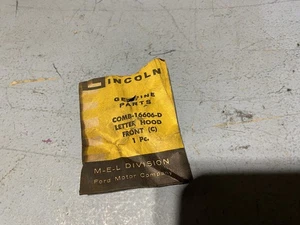 LINCOLN
GENUINE
PARTS
COMB-16606-D
LETTER HOOD
FRONT (C)
1 Pc.
M-E-L DIVISION
Ford Motor Company